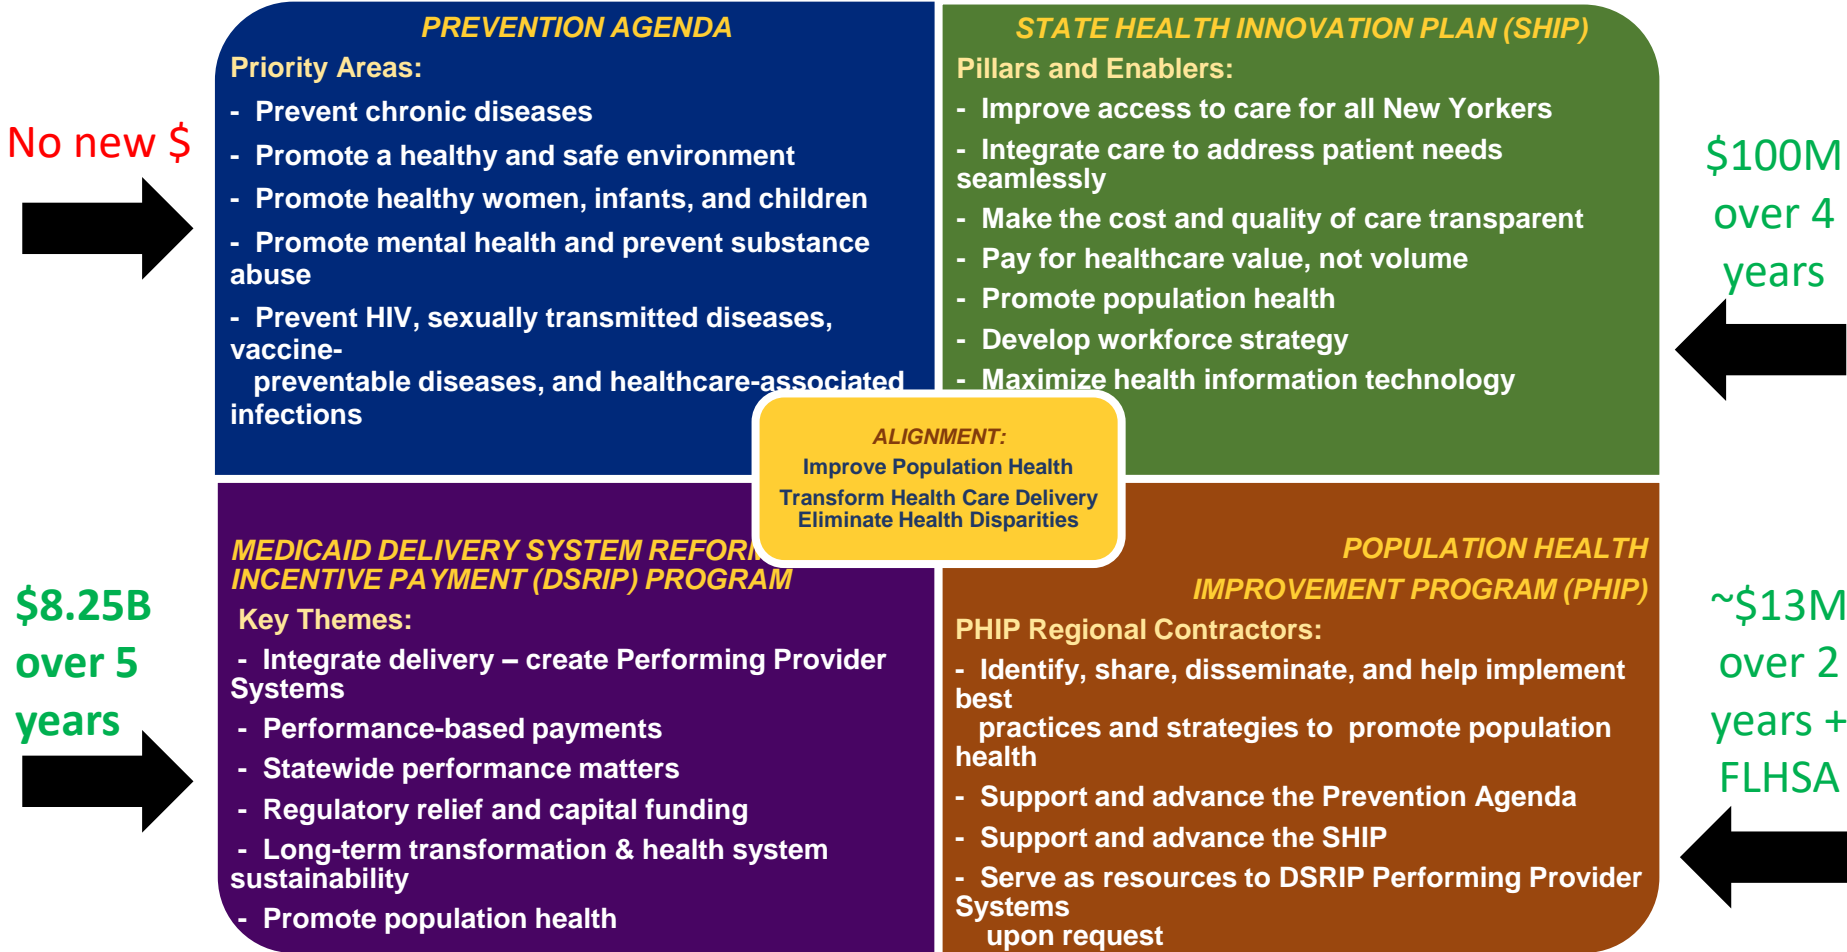 No new $
PREVENTION AGENDA
Priority Areas:
- Prevent chronic diseases
- Promote a healthy and safe environment
- Promote healthy women, infants, and children
- Promote mental health and prevent substance
abuse
- Prevent HIV, sexually transmitted diseases,
vaccine-
preventable diseases, and healthcare-associated
infections
STATE HEALTH INNOVATION PLAN (SHIP)
Pillars and Enablers:
- Improve access to care for all New Yorkers
- Integrate care to address patient needs
seamlessly
- Make the cost and quality of care transparent
- Pay for healthcare value, not volume
- Promote population health
- Develop workforce strategy
- Maximize health information technology
$100M
over 4
years
ALIGNMENT:
Improve Population Health
Transform Health Care Delivery
Eliminate Health Disparities
$8.25B
over 5
years
MEDICAID DELIVERY SYSTEM REFORM
INCENTIVE PAYMENT (DSRIP) PROGRAM
Key Themes:
- Integrate delivery – create Performing Provider
Systems
- Performance-based payments
- Statewide performance matters
- Regulatory relief and capital funding
- Long-term transformation & health system
sustainability
- Promote population health
POPULATION HEALTH
IMPROVEMENT PROGRAM (PHIP)
PHIP Regional Contractors:
- Identify, share, disseminate, and help implement
best
practices and strategies to promote population
health
- Support and advance the Prevention Agenda
- Support and advance the SHIP
- Serve as resources to DSRIP Performing Provider
Systems
upon request
~$13M
over 2
years +
FLHSA